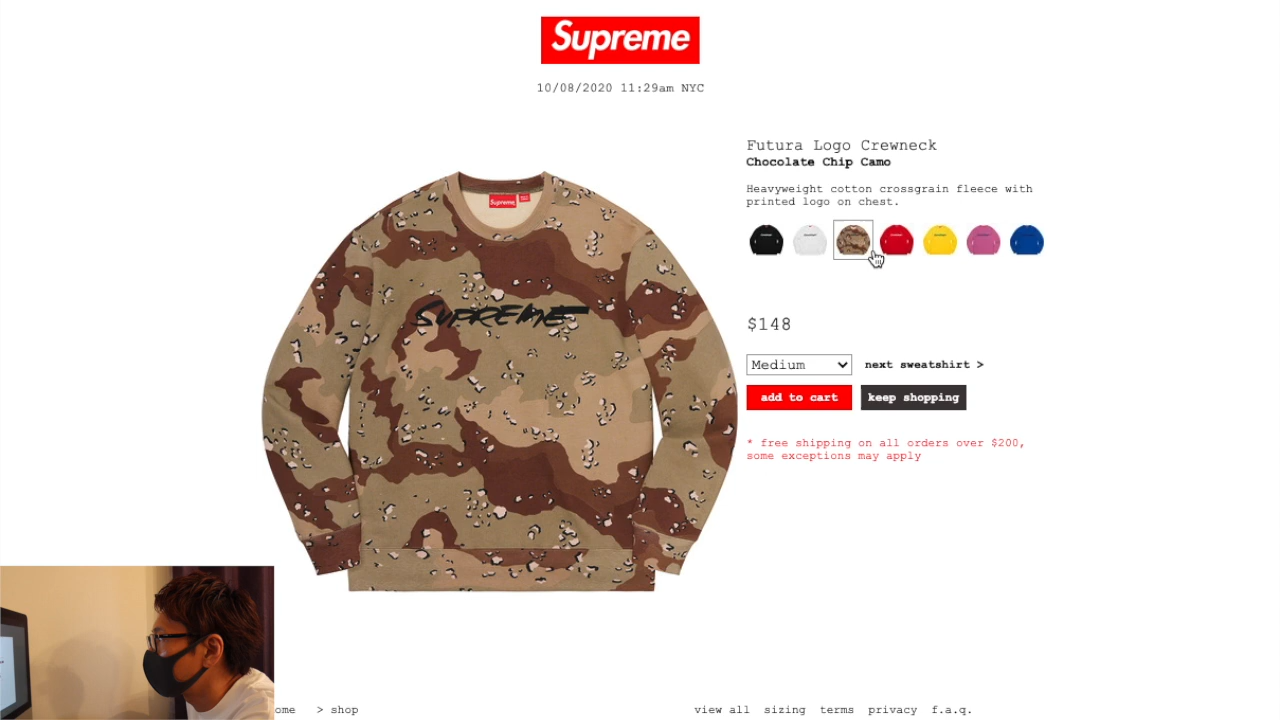 Supreme
10/08/2020 11:29am NYC
Futura Logo Crewneck
Chocolate Chip Camo
Heavyweight cotton crossgrain fleece with
printed logo on chest.
Supreme
SUPREME
$148
Medium
next sweatshirt >
add to cart
keep shopping
* free shipping on all orders over $200,
some exceptions may apply
ome > shop
view all sizing terms privacy f.a.q.